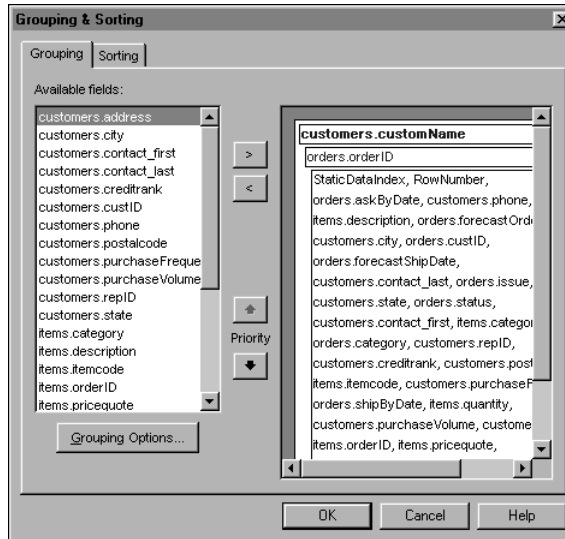 Grouping & Sorting
Grouping
Sorting
Available fields:
customers.address
customers.city
customers.contact_first
customers.contact_last
customers.creditrank
customers.custID
customers.phone
customers.postalcode
customers.purchaseFreque
customers.purchaseVolume
customers.repID
customers.state
items.category
items.description
items.itemcode
items.orderID
items.pricequote
Grouping Options...
>
<
Priority
customers.customName
orders.orderID
StaticDataIndex, RowNumber,
orders.askByDate, customers.phone,
items.description, orders.forecastOrd
customers.city, orders.custID,
orders.forecastShipDate,
customers.contact_last, orders.issue,
customers.state, orders.status,
customers.contact_first, items.categor
orders.category, customers.repID,
customers.creditrank, customers.post
items.itemcode, customers.purchaseF
orders.shipByDate, items.quantity,
customers.purchaseVolume, custome
items.orderID, items.pricequote,
OK
Cancel
Help